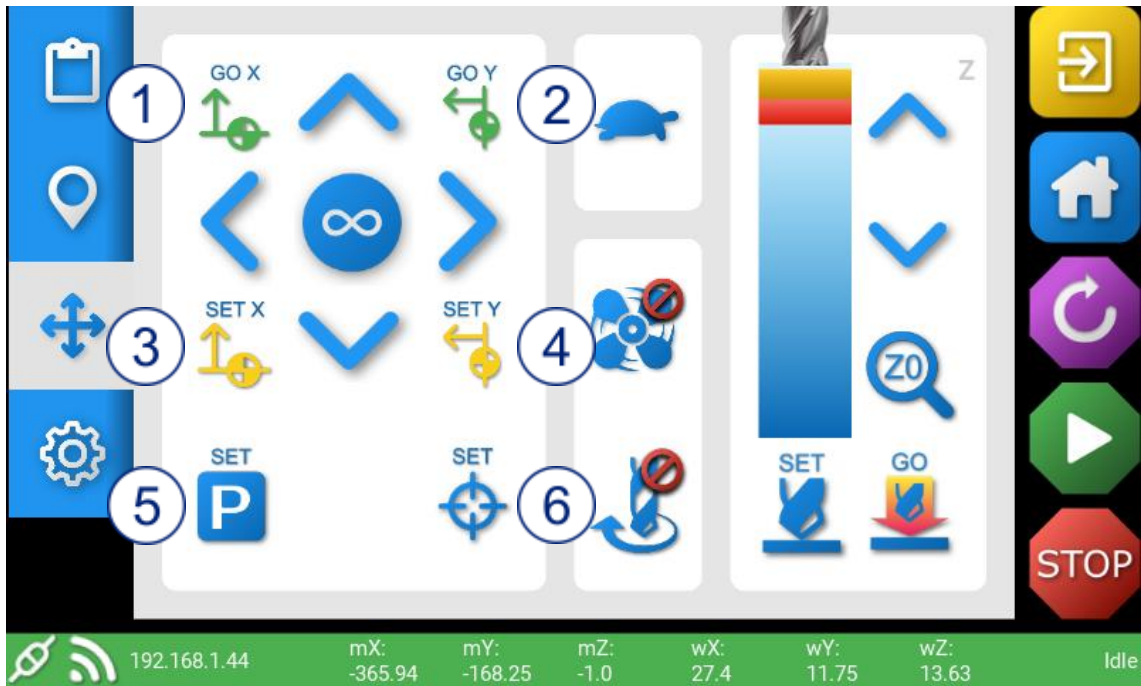 GO X
GO Y
Z
1
2
∞
SET X
SET Y
3
4
Z0
SET
SET
SET
GO
5
P
6
STOP
192.168.1.44
mX:
-365.94
mY:
-168.25
mZ:
-1.0
wX:
27.4
wY:
11.75
wZ:
13.63
Idle